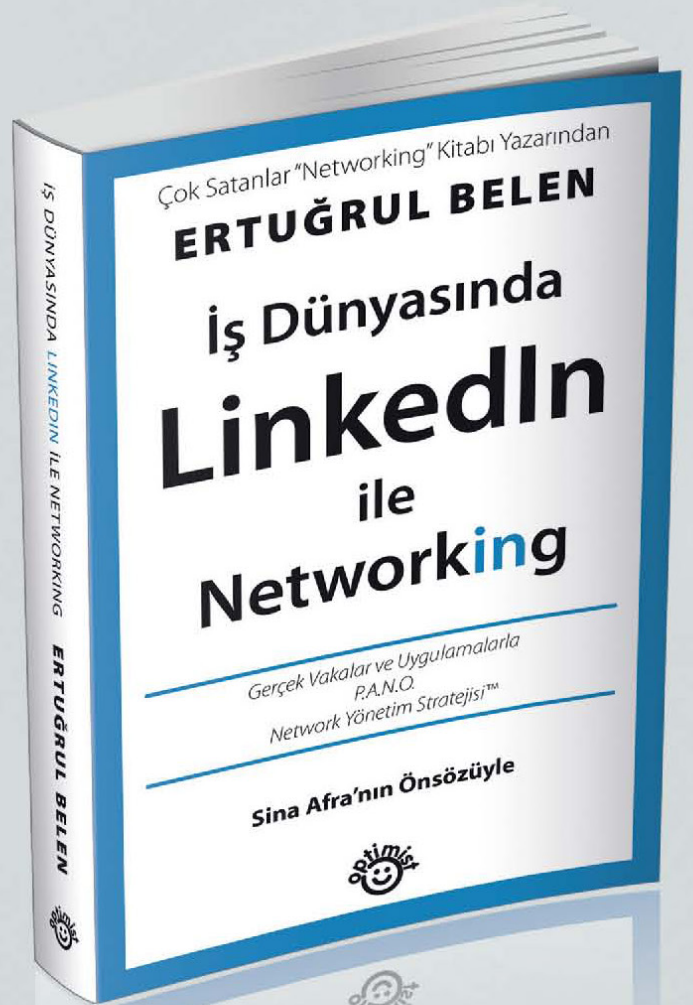 Çok Satanlar "Networking" Kitabı Yazarından
ERTUĞRUL BELEN
İş Dünyasında
LinkedIn
ile
Networking
Gerçek Vakalar ve Uygulamalarla
P.A.N.O.
Network Yönetim Stratejisi™
Sina Afra'nın Önsözüyle
optimist
İŞ DÜNYASINDA LINKEDIN İLE NETWORKING ERTUĞRUL BELEN
optimist